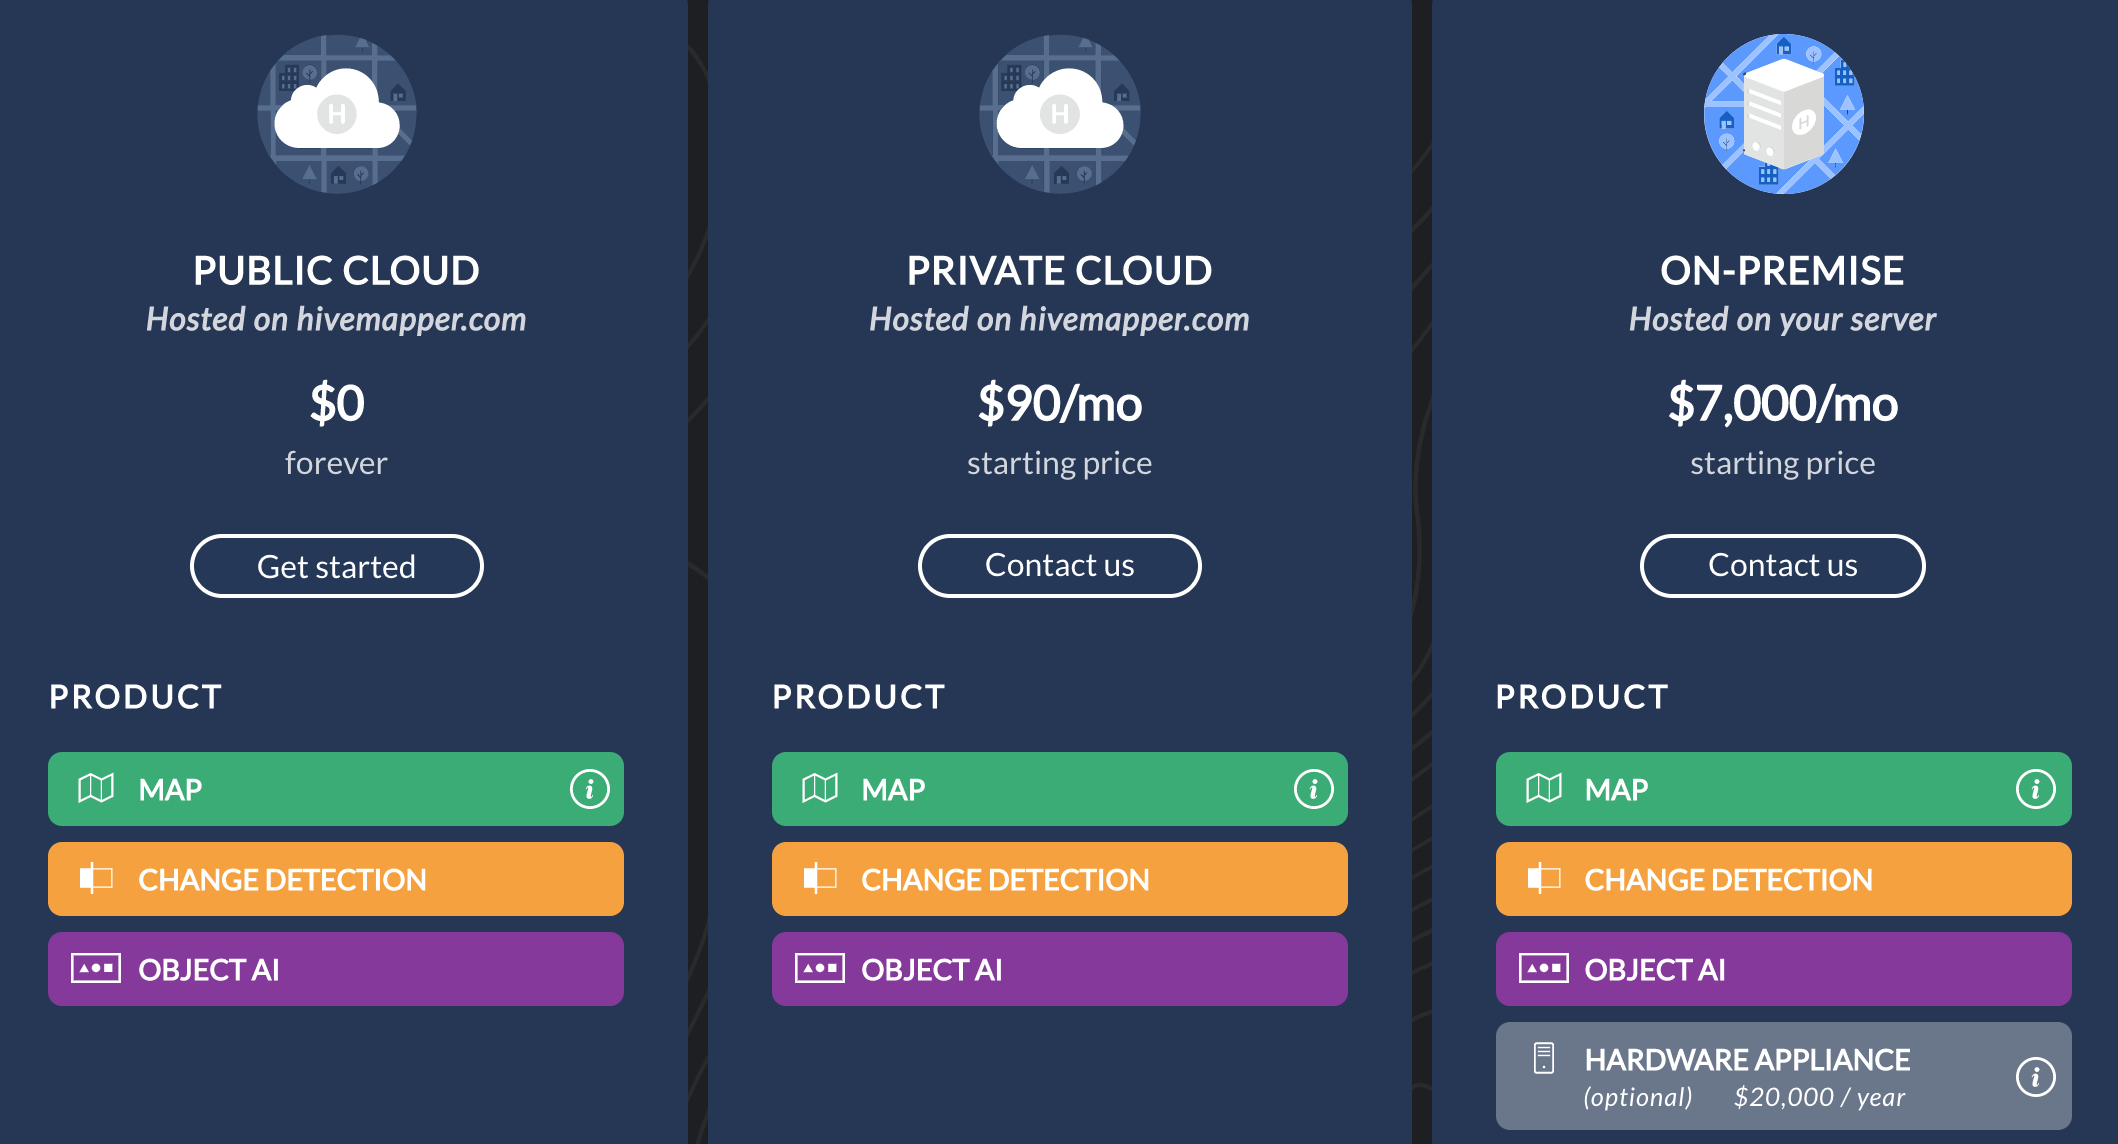 H
PUBLIC CLOUD
Hosted on hivemapper.com
$0
forever
Get started
PRODUCT
MAP
i
CHANGE DETECTION
OBJECT AI
H
PRIVATE CLOUD
Hosted on hivemapper.com
$90/mo
starting price
Contact us
PRODUCT
MAP
i
CHANGE DETECTION
OBJECT AI
H
ON-PREMISE
Hosted on your server
$7,000/mo
starting price
Contact us
PRODUCT
MAP
i
CHANGE DETECTION
OBJECT AI
HARDWARE APPLIANCE
(optional) $20,000 / year
i